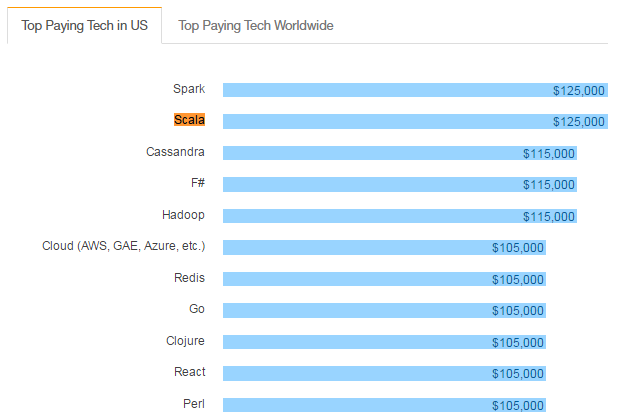 Top Paying Tech in US Top Paying Tech Worldwide
Spark $125,000
Scala $125,000
Cassandra $115,000
F# $115,000
Hadoop $115,000
Cloud (AWS, GAE, Azure, etc.) $105,000
Redis $105,000
Go $105,000
Clojure $105,000
React $105,000
Perl $105,000